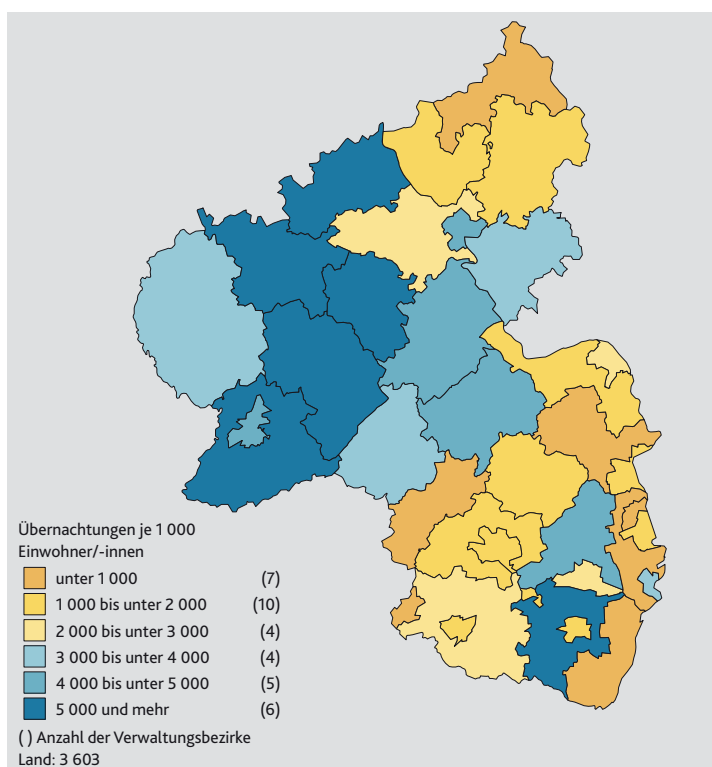 Übernachtungen je 1 000
Einwohner/-innen
unter 1 000 (7)
1 000 bis unter 2 000 (10)
2 000 bis unter 3 000 (4)
3 000 bis unter 4 000 (4)
4 000 bis unter 5 000 (5)
5 000 und mehr (6)
( ) Anzahl der Verwaltungsbezirke
Land: 3 603